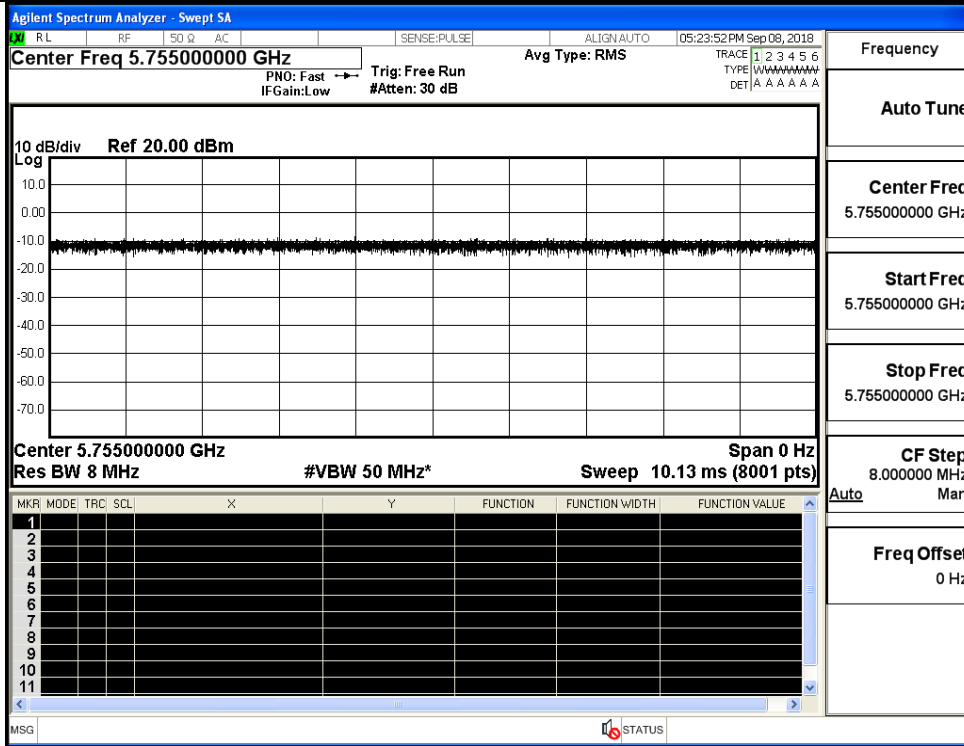 Agilent Spectrum Analyzer - Swept SA
LXI RL RF 50 Ω AC SENSE:PULSE ALIGN AUTO 05:23:52 PM Sep 08, 2018
Center Freq 5.755000000 GHz
PNO: Fast
IFGain:Low
Trig: Free Run
#Atten: 30 dB
Avg Type: RMS
TRACE 1 2 3 4 5 6
TYPE WWWWWW
DET A A A A A A
10 dB/div Ref 20.00 dBm
Log
10.0
0.00
-10.0
-20.0
-30.0
-40.0
-50.0
-60.0
-70.0
Center 5.755000000 GHz Span 0 Hz
Res BW 8 MHz #VBW 50 MHz* Sweep 10.13 ms (8001 pts)
MKR MODE TRC SCL X Y FUNCTION FUNCTION WIDTH FUNCTION VALUE
1
2
3
4
5
6
7
8
9
10
11
MSG STATUS
Frequency
Auto Tune
Center Freq
5.755000000 GHz
Start Freq
5.755000000 GHz
Stop Freq
5.755000000 GHz
CF Step
8.000000 MHz
Auto Man
Freq Offset
0 Hz